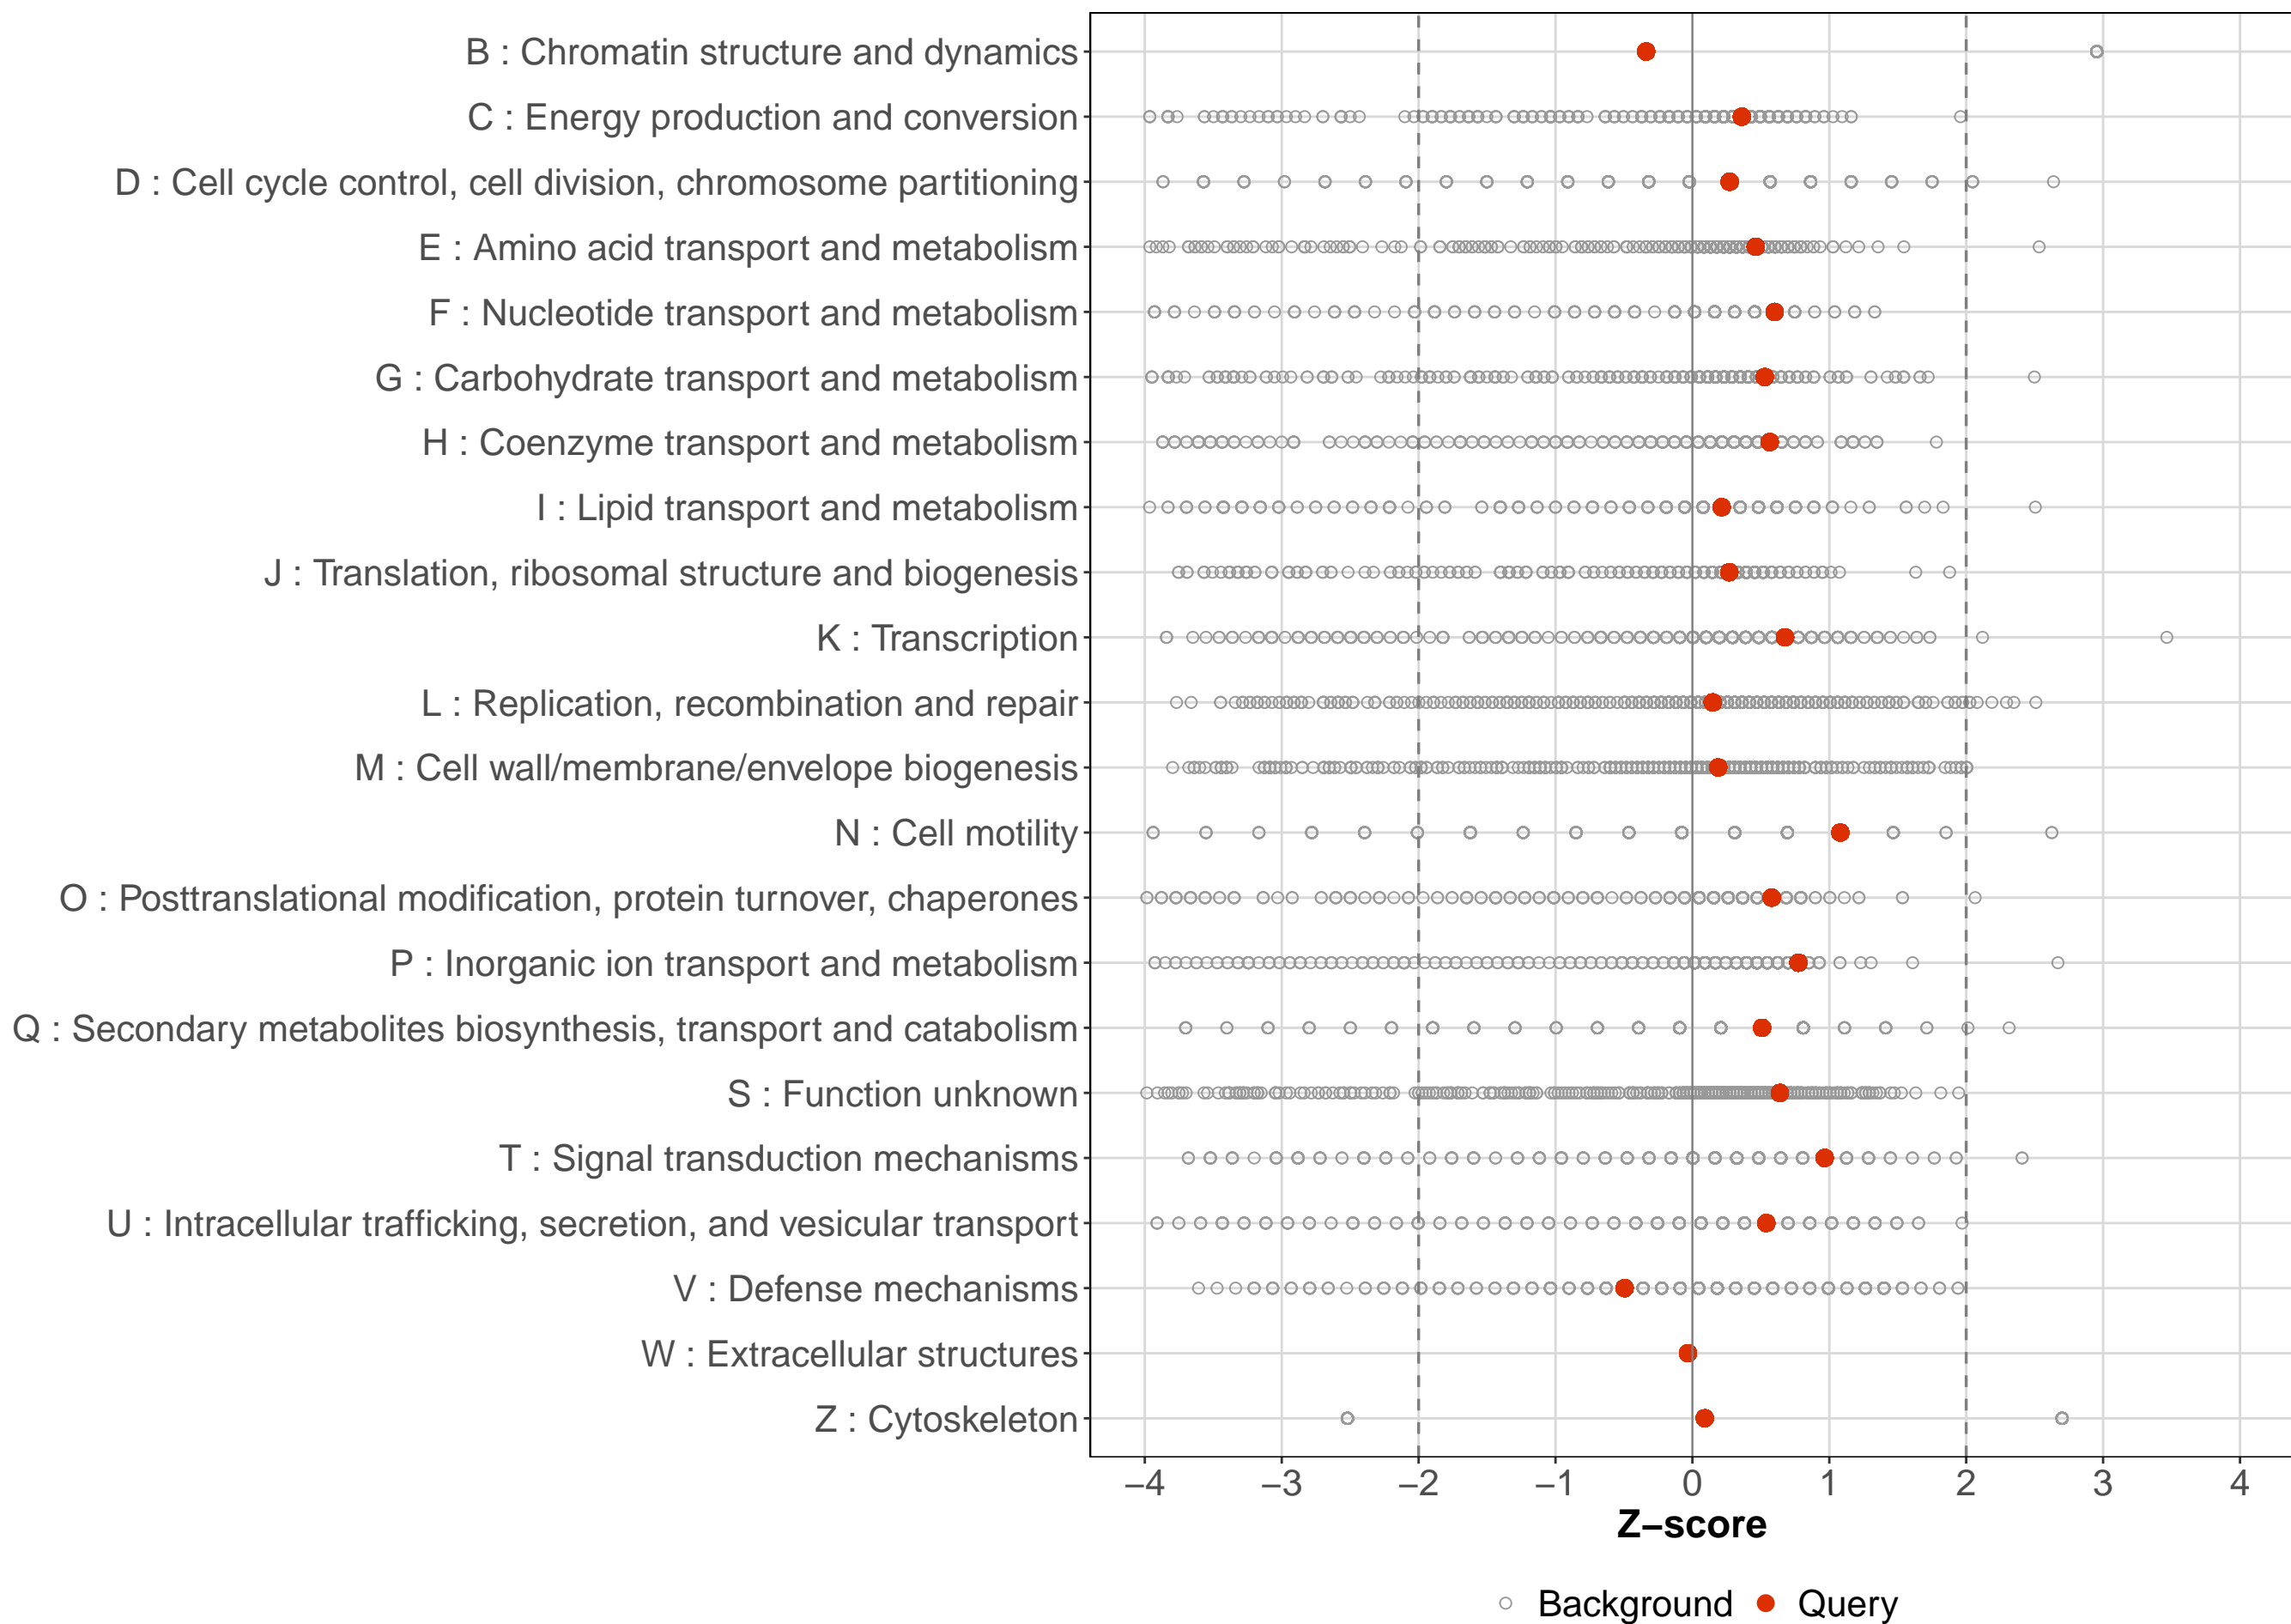 B : Chromatin structure and dynamics
C : Energy production and conversion
D : Cell cycle control, cell division, chromosome partitioning
E : Amino acid transport and metabolism
F : Nucleotide transport and metabolism
G : Carbohydrate transport and metabolism
H : Coenzyme transport and metabolism
I : Lipid transport and metabolism
J : Translation, ribosomal structure and biogenesis
K : Transcription
L : Replication, recombination and repair
M : Cell wall/membrane/envelope biogenesis
N : Cell motility
O : Posttranslational modification, protein turnover, chaperones
P : Inorganic ion transport and metabolism
Q : Secondary metabolites biosynthesis, transport and catabolism
S : Function unknown
T : Signal transduction mechanisms
U : Intracellular trafficking, secretion, and vesicular transport
V : Defense mechanisms
W : Extracellular structures
Z : Cytoskeleton
−4 −3 −2 −1 0 1 2 3 4
Z−score
Background Query